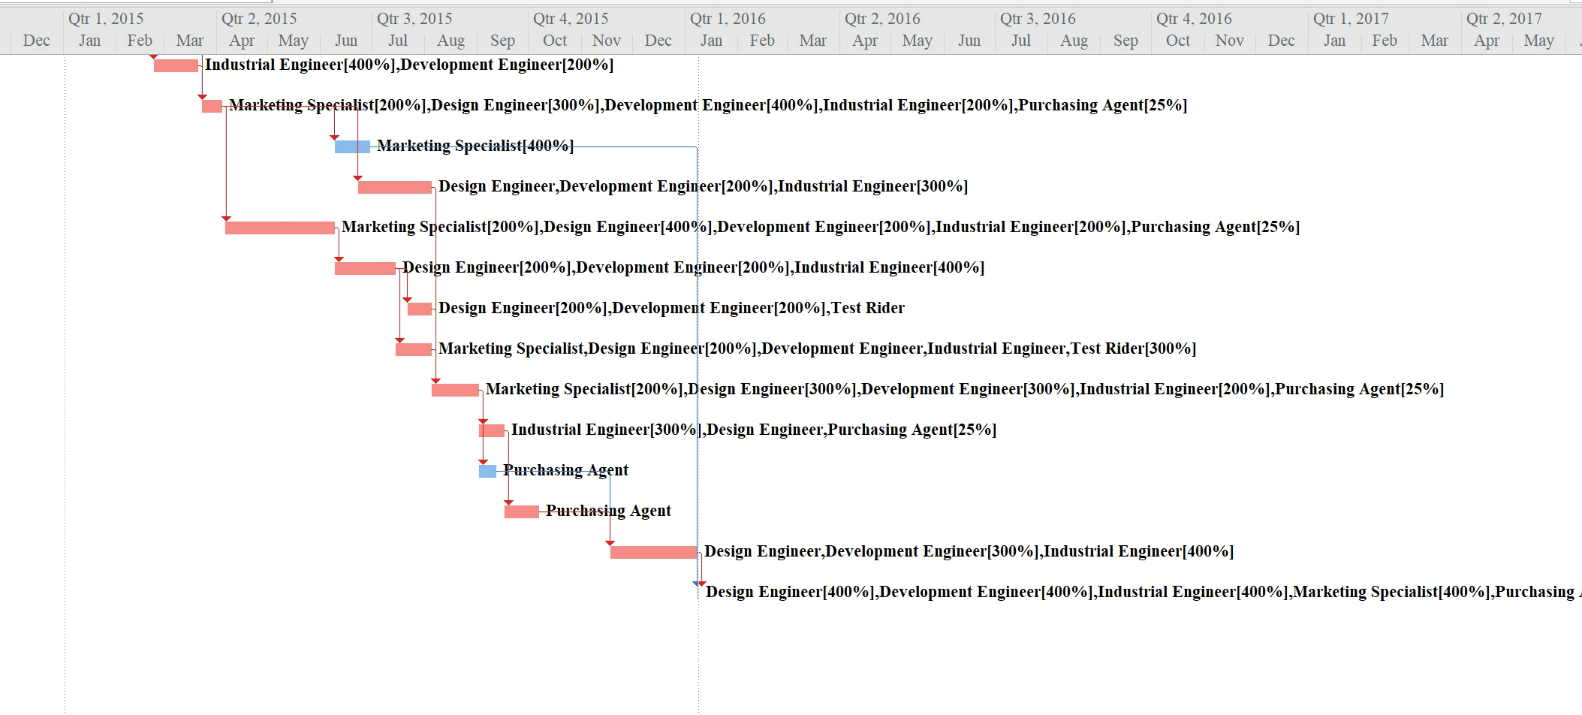 Qtr 1, 2015 Qtr 2, 2015 Qtr 3, 2015 Qtr 4, 2015 Qtr 1, 2016 Qtr 2, 2016 Qtr 3, 2016 Qtr 4, 2016 Qtr 1, 2017 Qtr 2, 2017
Dec Jan Feb Mar Apr May Jun Jul Aug Sep Oct Nov Dec Jan Feb Mar Apr May Jun Jul Aug Sep Oct Nov Dec Jan Feb Mar Apr May
Industrial Engineer[400%],Development Engineer[200%]
Marketing Specialist[200%],Design Engineer[300%],Development Engineer[400%],Industrial Engineer[200%],Purchasing Agent[25%]
Marketing Specialist[400%]
Design Engineer,Development Engineer[200%],Industrial Engineer[300%]
Marketing Specialist[200%],Design Engineer[400%],Development Engineer[200%],Industrial Engineer[200%],Purchasing Agent[25%]
Design Engineer[200%],Development Engineer[200%],Industrial Engineer[400%]
Design Engineer[200%],Development Engineer[200%],Test Rider
Marketing Specialist,Design Engineer[200%],Development Engineer,Industrial Engineer,Test Rider[300%]
Marketing Specialist[200%],Design Engineer[300%],Development Engineer[300%],Industrial Engineer[200%],Purchasing Agent[25%]
Industrial Engineer[300%],Design Engineer,Purchasing Agent[25%]
Purchasing Agent
Purchasing Agent
Design Engineer,Development Engineer[300%],Industrial Engineer[400%]
Design Engineer[400%],Development Engineer[400%],Industrial Engineer[400%],Marketing Specialist[400%],Purchasing